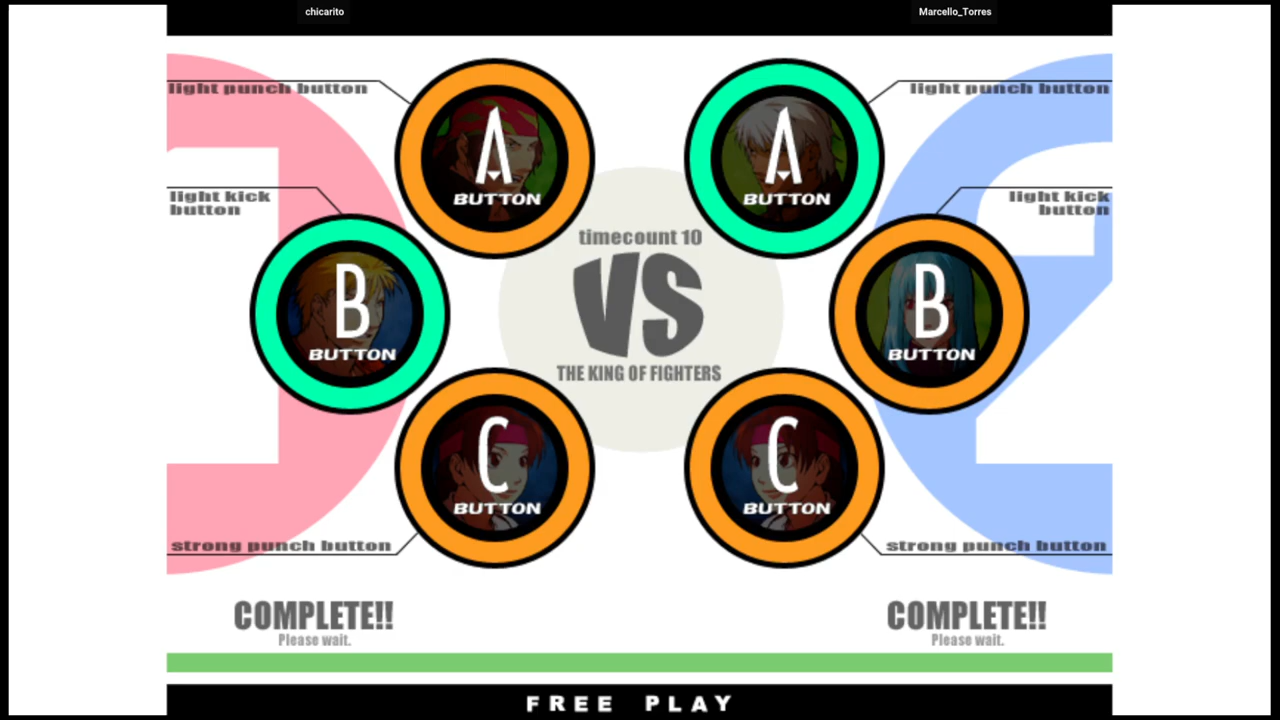 chicarito
Marcello_Torres
light punch button
A
BUTTON
A
BUTTON
light punch button
light kick
button
B
BUTTON
timecount 10
VS
THE KING OF FIGHTERS
B
BUTTON
light kick
button
C
BUTTON
C
BUTTON
strong punch button
strong punch button
COMPLETE!!
Please wait.
COMPLETE!!
Please wait.
FREE PLAY